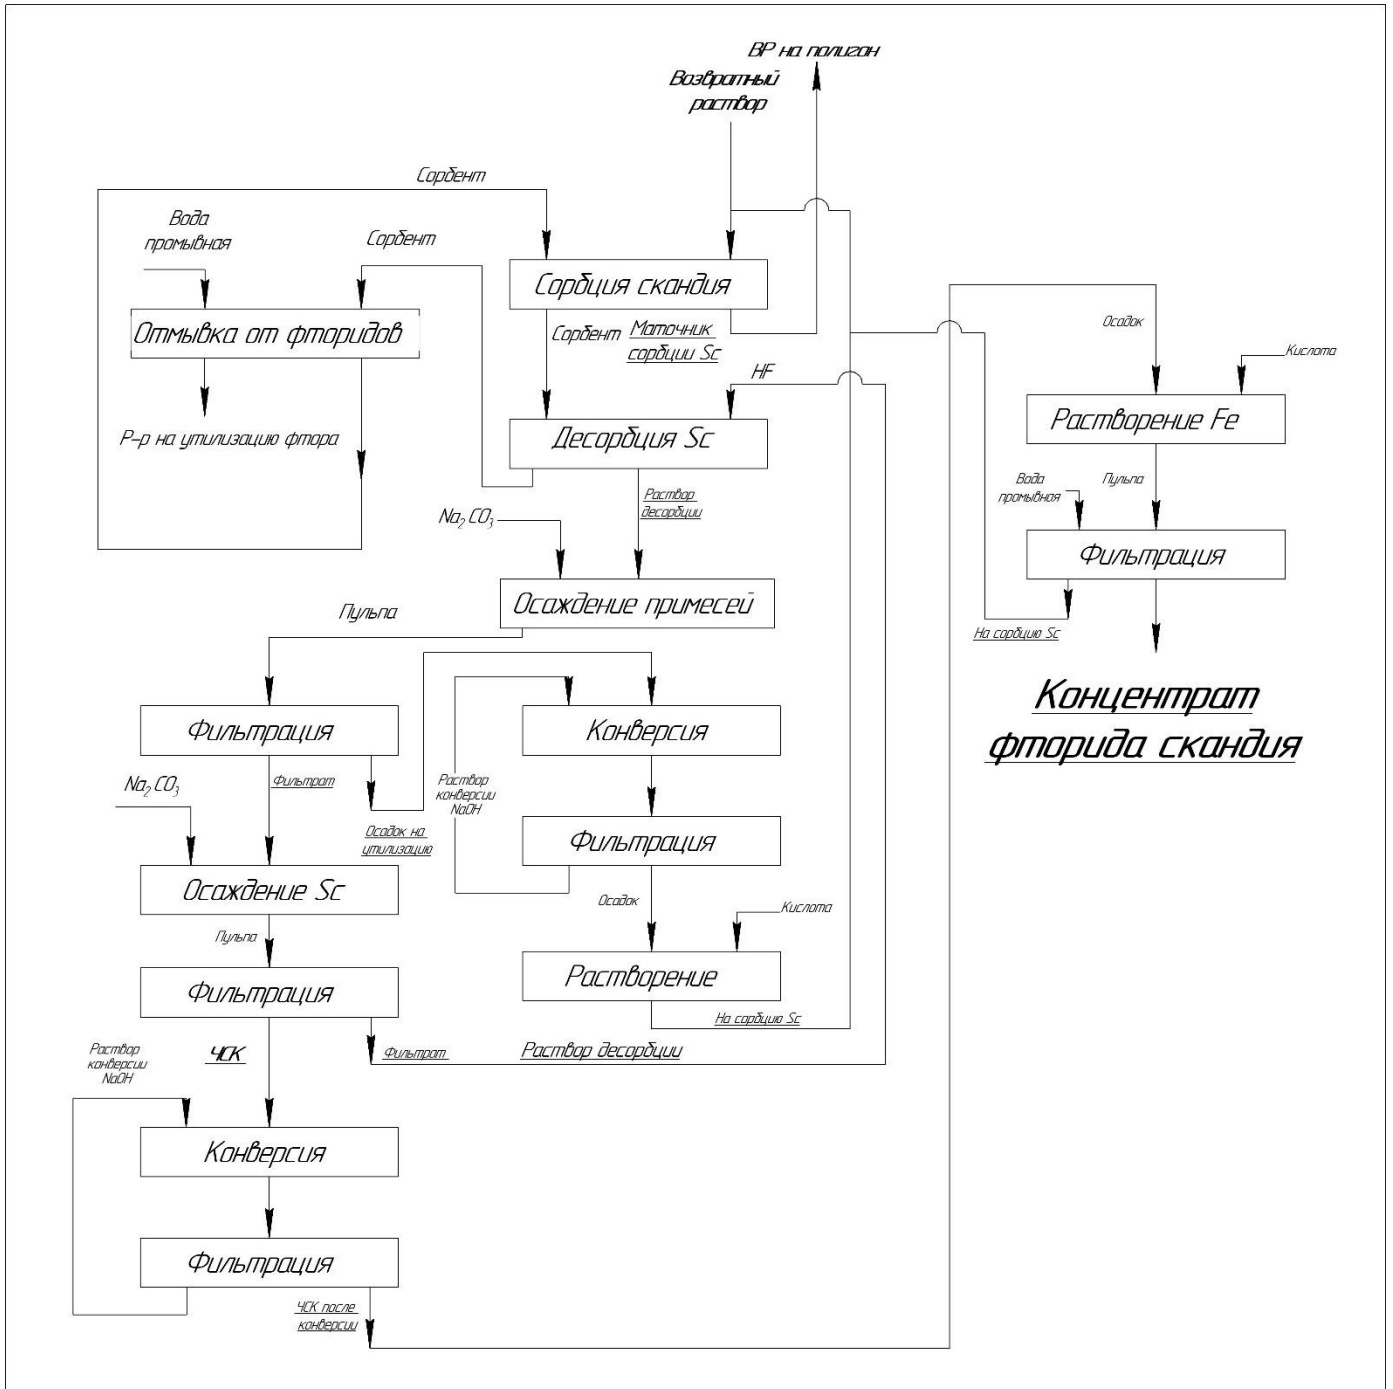 ВР на полигон
Возвратный
раствор
Сорбент
Вода
промывная
Сорбент
Сорбция скандия
Отмывка от фторидов
Сорбент
Маточник
сорбции Sc
Осадок
Кислота
HF
Растворение Fe
Р-р на утилизацию фтора
Десорбция Sc
Вода
промывная
Пульпа
Раствор
десорбции
Na2CO3
Фильтрация
Осаждение примесей
Пульпа
На сорбцию Sc
Концентрат
фторида скандия
Фильтрация
Конверсия
Na2CO3
Фильтрат
Раствор
конверсии
NaOH
Осадок на
утилизацию
Фильтрация
Осаждение Sc
Осадок
Кислота
Пульпа
Фильтрация
Растворение
На сорбцию Sc
Раствор
конверсии
NaOH
ЧСК
Фильтрат
Раствор десорбции
Конверсия
Фильтрация
ЧСК после
конверсии